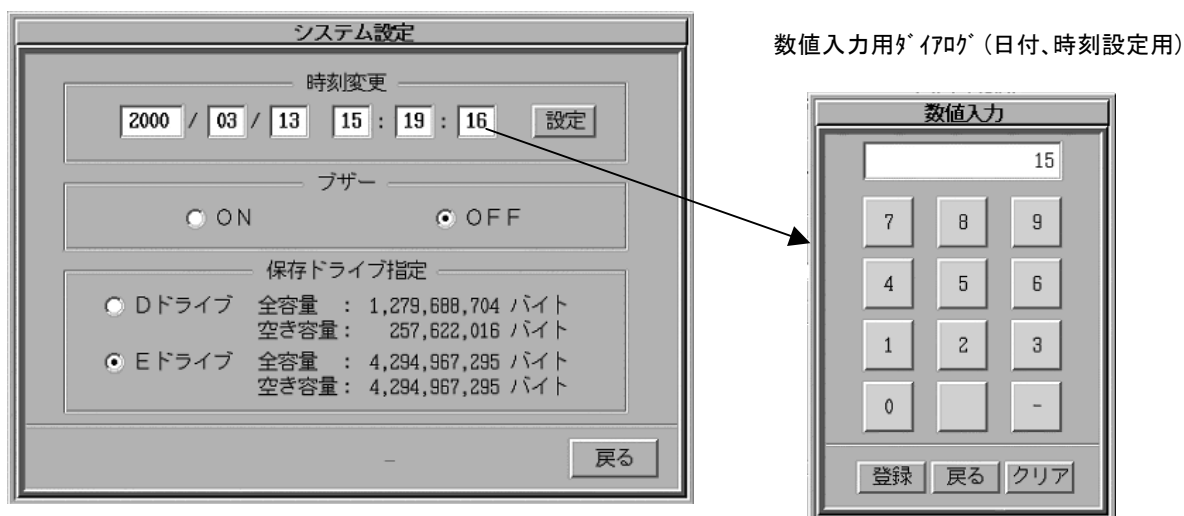 システム設定
時刻変更
2000 / 03 / 13 15 : 19 : 16 設定
ブザー
ON OFF
保存ドライブ指定
Dドライブ 全容量 : 1,279,688,704 バイト
空き容量: 257,622,016 バイト
Eドライブ 全容量 : 4,294,967,295 バイト
空き容量: 4,294,967,295 バイト
–
戻る
数値入力用ダイアログ(日付、時刻設定用)
数値入力
15
7 8 9
4 5 6
1 2 3
0 -
登録 戻る クリア